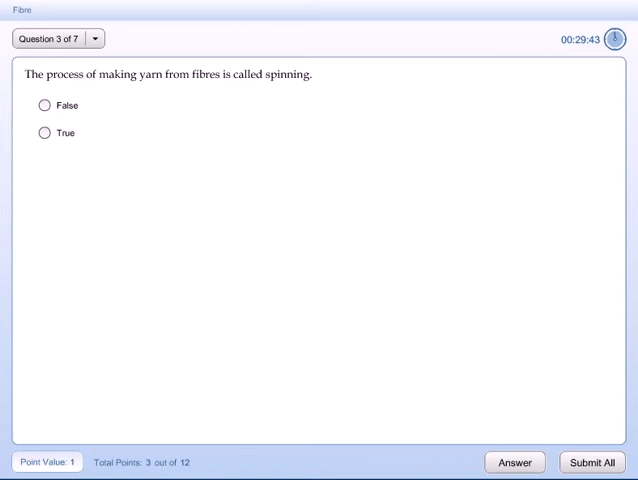 Fibre
Question 3 of 7
00:29:43
The process of making yarn from fibres is called spinning.
False
True
Point Value: 1
Total Points: 3 out of 12
Answer
Submit All